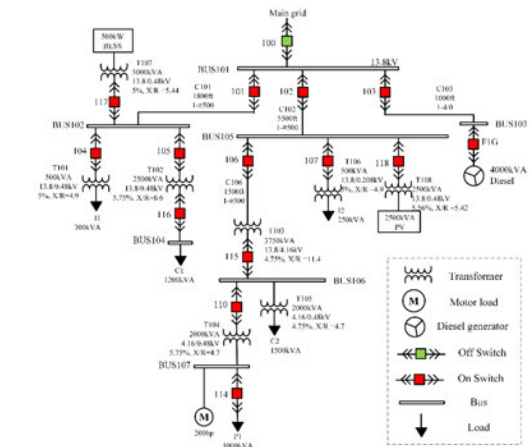 Main grid
100
500kW
BESS
BUS101
13.8kV
T107
5000kVA
13.8/0.48kV
5%, X/R =5.44
C101
1800ft
1-#500
101
102
103
C103
1000ft
1-4/0
117
C102
5500ft
1-#500
BUS102
BUS105
BUS103
104
105
106
107
118
F1G
T101
500kVA
13.8/0.48kV
5%, X/R=4.9
T102
2500kVA
13.8/0.48kV
5.75%, X/R=6.6
C106
1500ft
1-#500
T106
500kVA
13.8/0.208kV
5%, X/R =4.9
T108
2500kVA
13.8/0.48kV
5.56%, X/R =5.42
4000kVA
Diesel
I1
300kVA
116
I2
250kVA
2500kVA
PV
T103
3750kVA
13.8/4.16kV
4.75%, X/R =11.4
BUS104
C1
1200kVA
115
BUS106
110
T105
2000kVA
4.16/0.48kV
4.75%, X/R =4.7
T104
2000kVA
4.16/0.48kV
5.75%, X/R=4.7
C2
1500kVA
BUS107
M
200hp
114
P1
Transformer
M
Motor load
Diesel generator
Off Switch
On Switch
Bus
Load